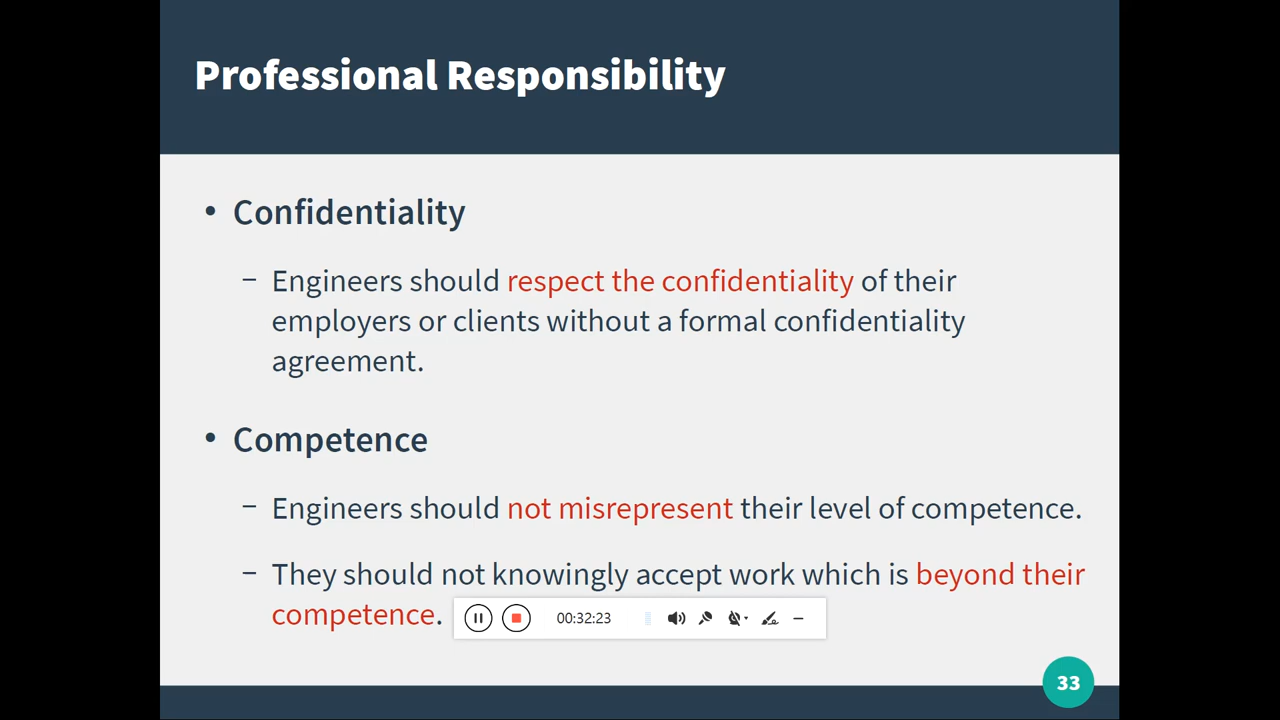 Professional Responsibility
• Confidentiality
– Engineers should respect the confidentiality of their
employers or clients without a formal confidentiality
agreement.
• Competence
– Engineers should not misrepresent their level of competence.
– They should not knowingly accept work which is beyond their
competence.
00:32:23
33